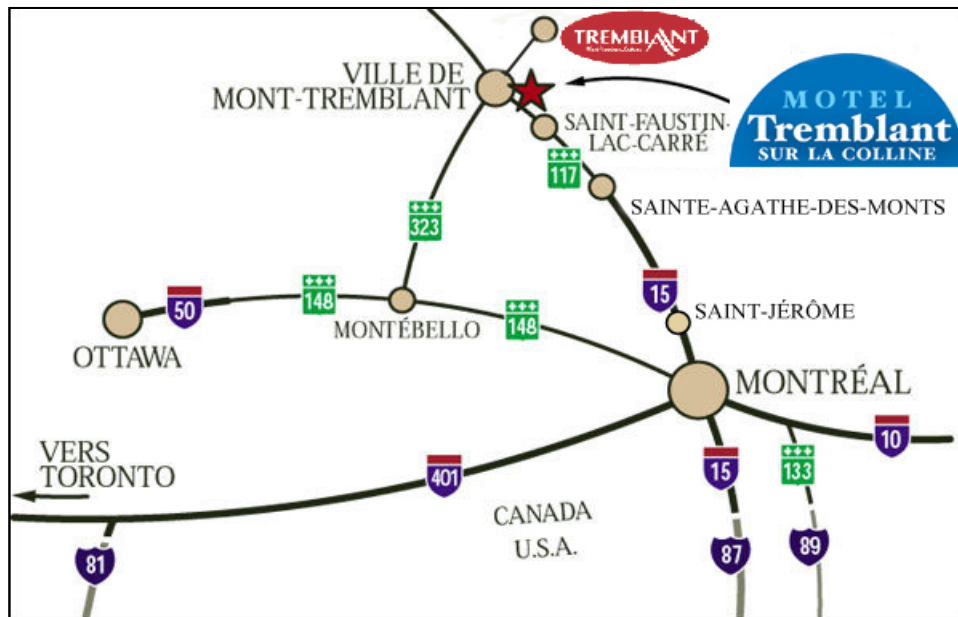 TREMBLANT
VILLE DE
MONT-TREMBLANT
MOTEL
Tremblant
SUR LA COLLINE
SAINT-FAUSTIN-
LAC-CARRÉ
117
SAINTE-AGATHE-DES-MONTS
323
15
50
148
SAINT-JÉRÔME
MONTÉBELLO
148
OTTAWA
MONTRÉAL
VERS
TORONTO
401
15
133
10
CANADA
U.S.A.
81
87
89